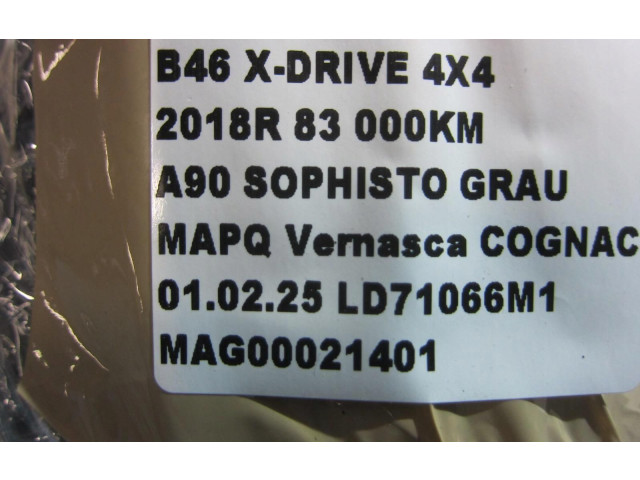 B46 X-DRIVE 4X4
2018R 83 000KM
A90 SOPHISTO GRAU
MAPQ Vernasca COGNAC
01.02.25 LD71066M1
MAG00021401